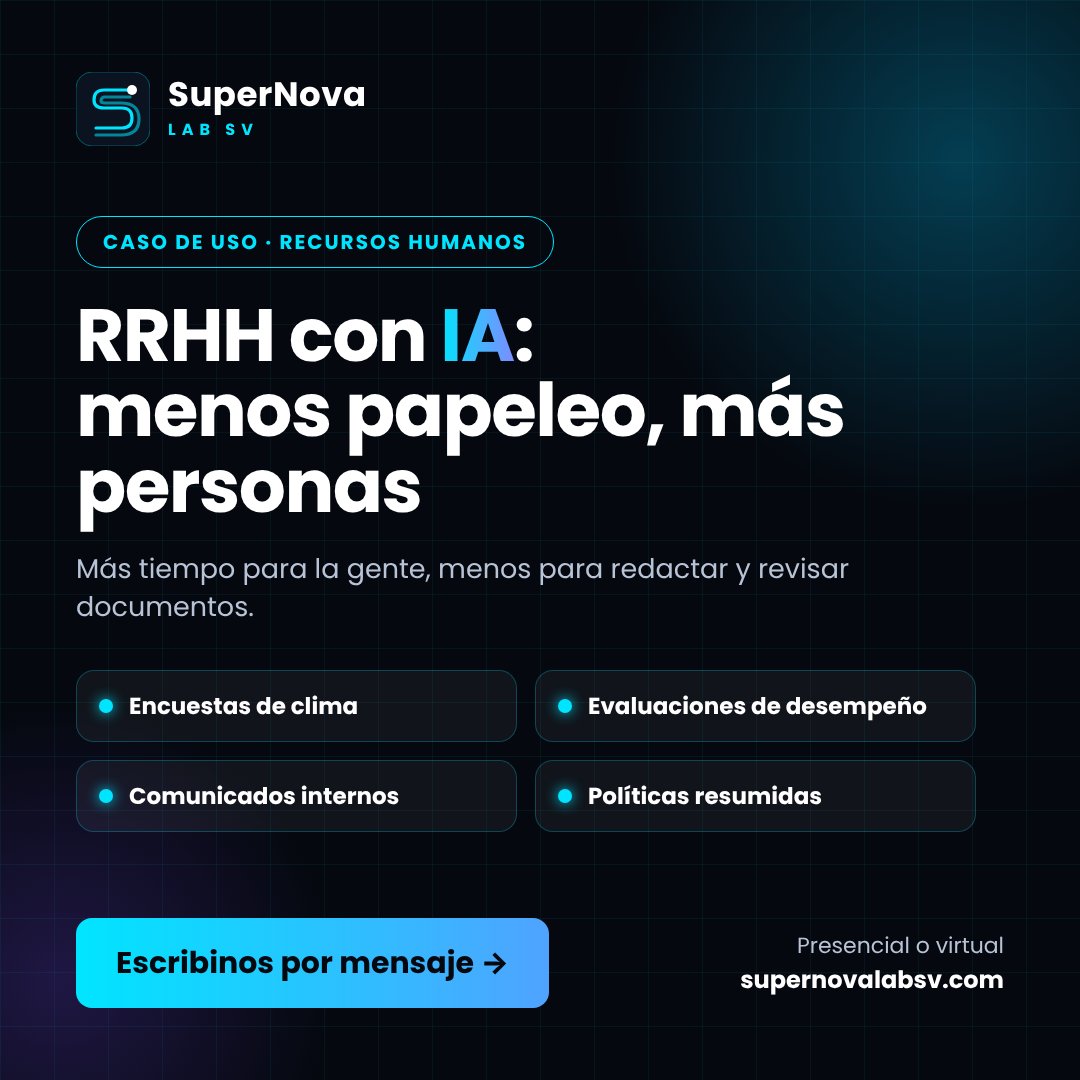 SuperNova
LAB SV
CASO DE USO · RECURSOS HUMANOS
RRHH con IA:
menos papeleo, más
personas
Más tiempo para la gente, menos para redactar y revisar
documentos.
Encuestas de clima
Evaluaciones de desempeño
Comunicados internos
Políticas resumidas
Escribinos por mensaje →
Presencial o virtual
supernovalabsv.com